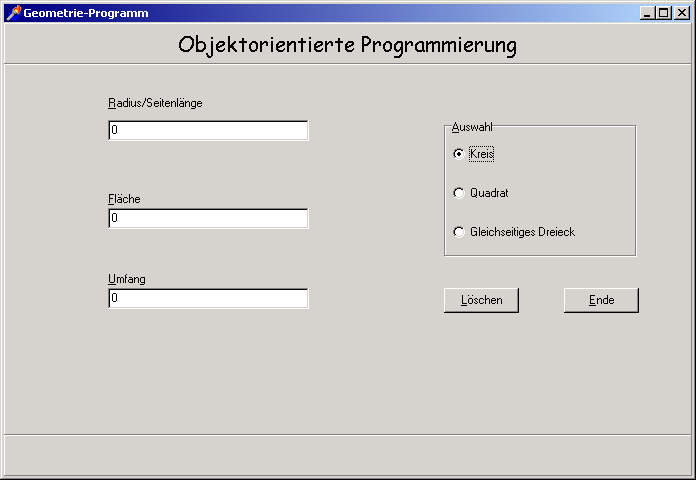 Geometrie-Programm
Objektorientierte Programmierung
Radius/Seitenlänge
0
Fläche
0
Umfang
0
Auswahl
Kreis
Quadrat
Gleichseitiges Dreieck
Löschen
Ende